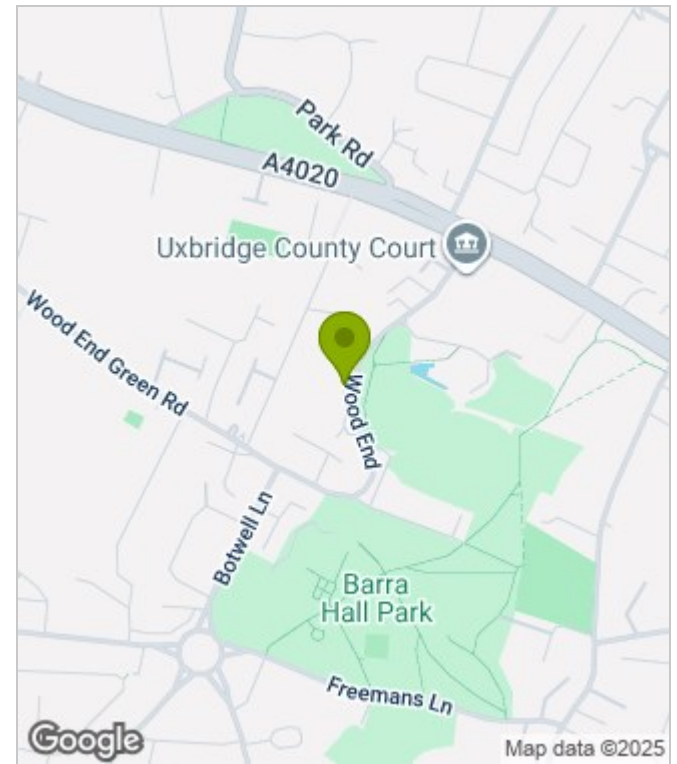 Park Rd
A4020
Uxbridge County Court
Wood End Green Rd
Wood End
Botwell Ln
Barra
Hall Park
Freemans Ln
Google
Map data ©2025